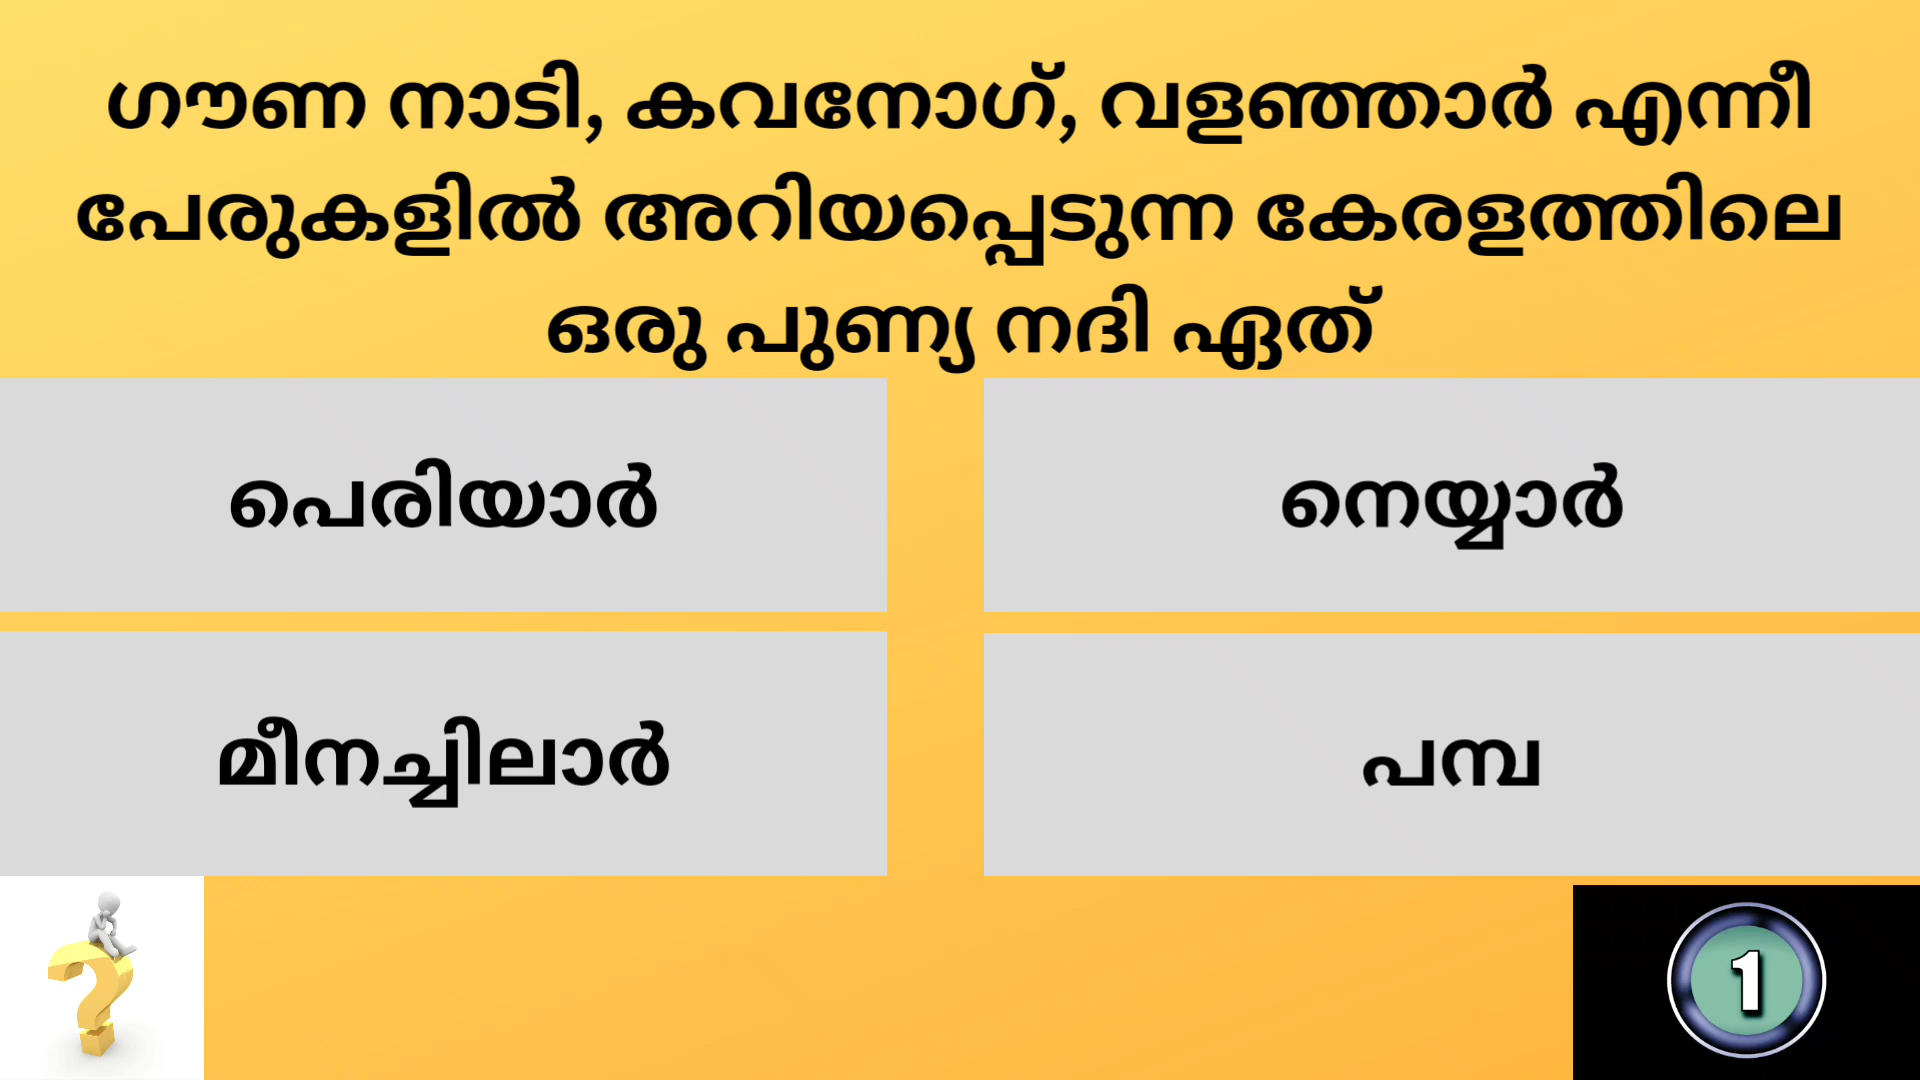 ഗൗണ നാടി, കവനോഗ്, വളഞ്ഞാർ എന്നീ
പേരുകളിൽ അറിയപ്പെടുന്ന കേരളത്തിലെ
ഒരു പുണ്യ നദി ഏത്
പെരിയാർ
നെയ്യാർ
മീനച്ചിലാർ
പമ്പ
1